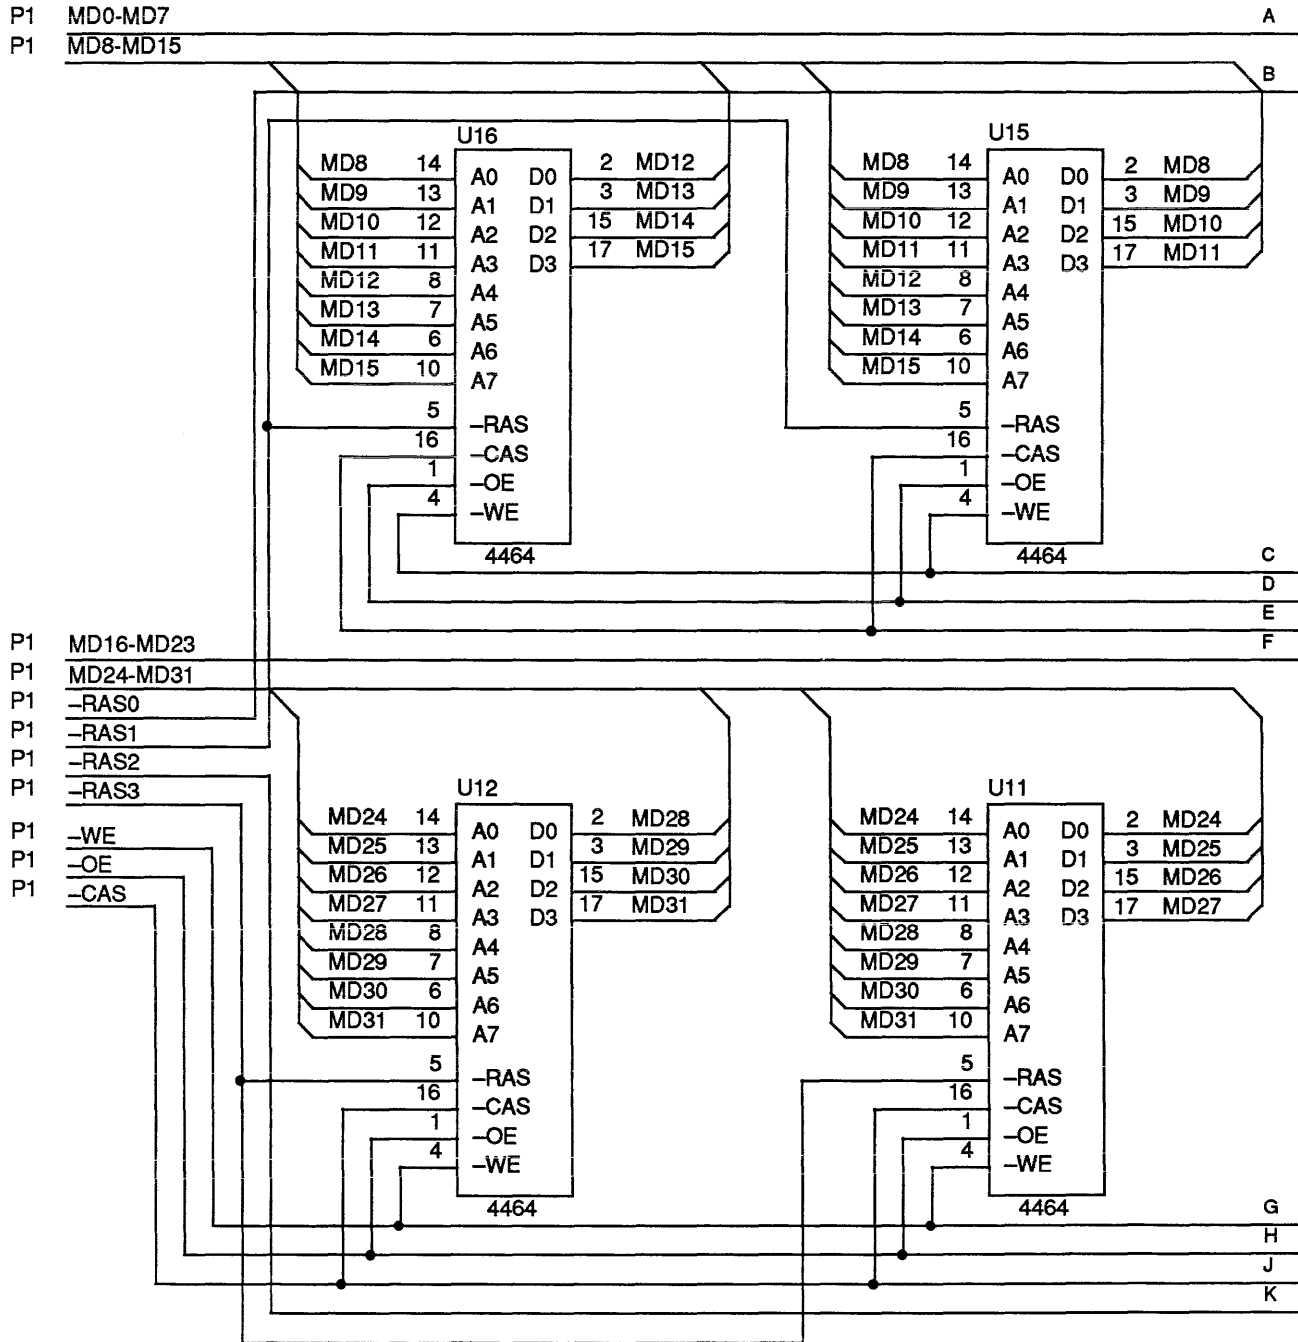 P1 MD0-MD7 A
P1 MD8-MD15
B
U16 U15
MD8 14 A0 D0 2 MD12 MD8 14 A0 D0 2 MD8
MD9 13 A1 D1 3 MD13 MD9 13 A1 D1 3 MD9
MD10 12 A2 D2 15 MD14 MD10 12 A2 D2 15 MD10
MD11 11 A3 D3 17 MD15 MD11 11 A3 D3 17 MD11
MD12 8 A4 MD12 8 A4
MD13 7 A5 MD13 7 A5
MD14 6 A6 MD14 6 A6
MD15 10 A7 MD15 10 A7
5 –RAS 5 –RAS
16 –CAS 16 –CAS
1 –OE 1 –OE
4 –WE 4 –WE
4464 4464 C
D
E
P1 MD16-MD23 F
P1 MD24-MD31
P1 –RAS0
P1 –RAS1
P1 –RAS2
P1 –RAS3
U12 U11
MD24 14 A0 D0 2 MD28 MD24 14 A0 D0 2 MD24
P1 –WE
MD25 13 A1 D1 3 MD29 MD25 13 A1 D1 3 MD25
P1 –OE
MD26 12 A2 D2 15 MD30 MD26 12 A2 D2 15 MD26
P1 –CAS
MD27 11 A3 D3 17 MD31 MD27 11 A3 D3 17 MD27
MD28 8 A4 MD28 8 A4
MD29 7 A5 MD29 7 A5
MD30 6 A6 MD30 6 A6
MD31 10 A7 MD31 10 A7
5 –RAS 5 –RAS
16 –CAS 16 –CAS
1 –OE 1 –OE
4 –WE 4 –WE
4464 4464 G
H
J
K